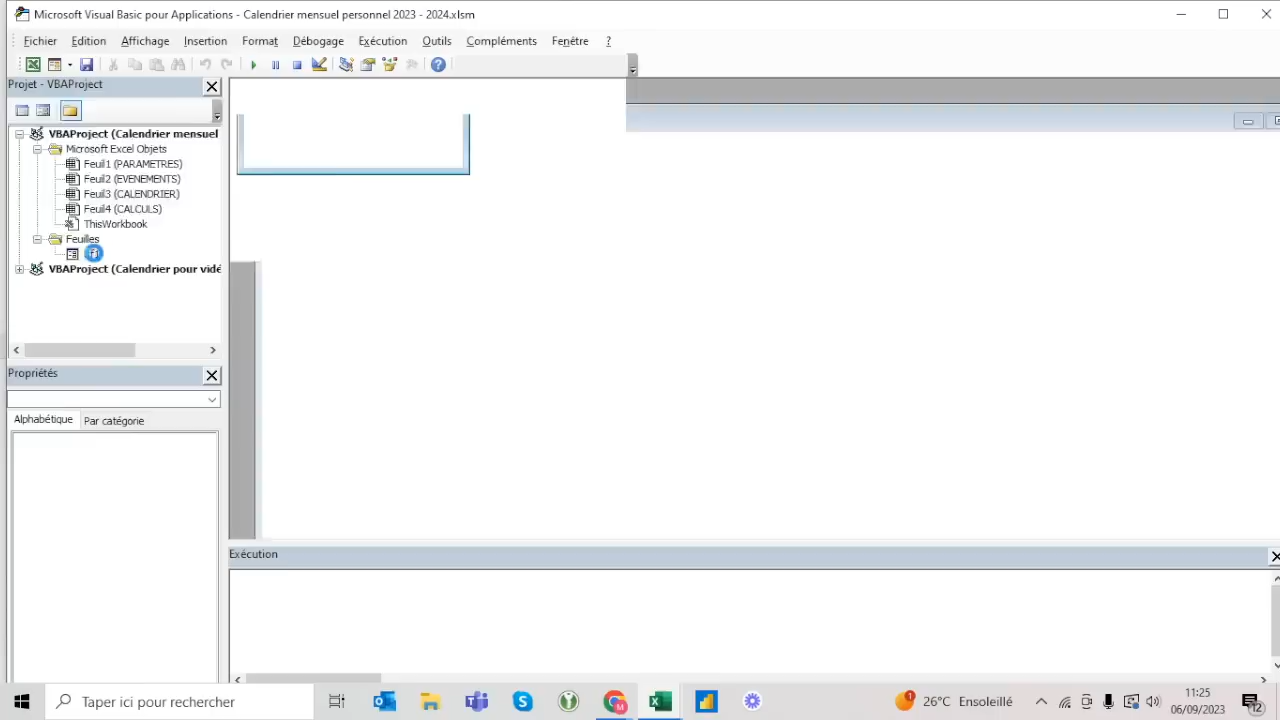 Microsoft Visual Basic pour Applications - Calendrier mensuel personnel 2023 - 2024.xlsm
Fichier Edition Affichage Insertion Format Débogage Exécution Outils Compléments Fenêtre ?
Projet - VBAProject
VBAProject (Calendrier mensuel
Microsoft Excel Objets
Feuil1 (PARAMETRES)
Feuil2 (EVENEMENTS)
Feuil3 (CALENDRIER)
Feuil4 (CALCULS)
ThisWorkbook
Feuilles
VBAProject (Calendrier pour vidé
Propriétés
Alphabétique Par catégorie
Exécution
Taper ici pour rechercher
1
26°C Ensoleillé
11:25
06/09/2023
12